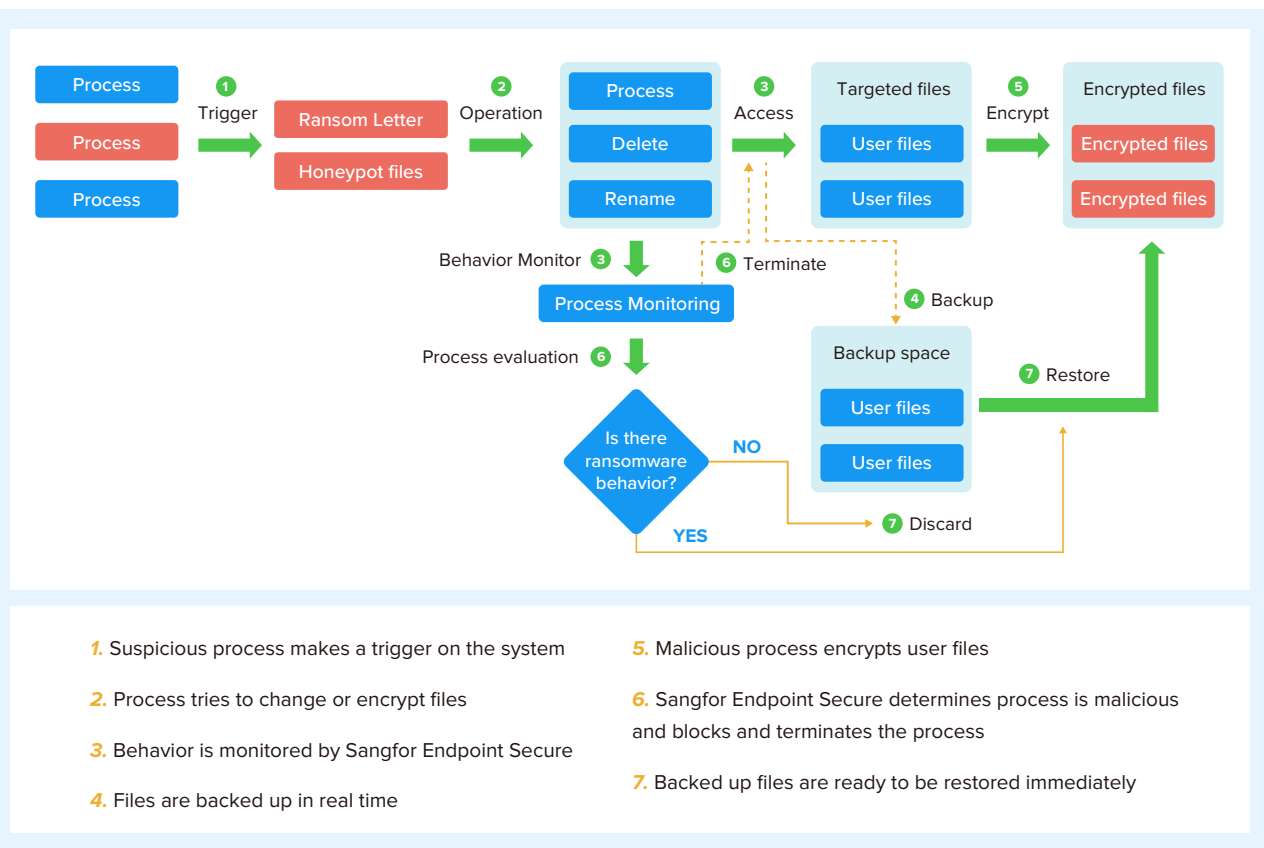 Process
Process
Process
1
Trigger
Ransom Letter
Honeypot files
2
Operation
Process
Delete
Rename
3
Access
Targeted files
User files
User files
5
Encrypt
Encrypted files
Encrypted files
Encrypted files
Behavior Monitor 3
6 Terminate
Process Monitoring
4 Backup
Process evaluation 6
Backup space
User files
User files
7 Restore
Is there
ransomware
behavior?
NO
7 Discard
YES
1. Suspicious process makes a trigger on the system
2. Process tries to change or encrypt files
3. Behavior is monitored by Sangfor Endpoint Secure
4. Files are backed up in real time
5. Malicious process encrypts user files
6. Sangfor Endpoint Secure determines process is malicious
and blocks and terminates the process
7. Backed up files are ready to be restored immediately